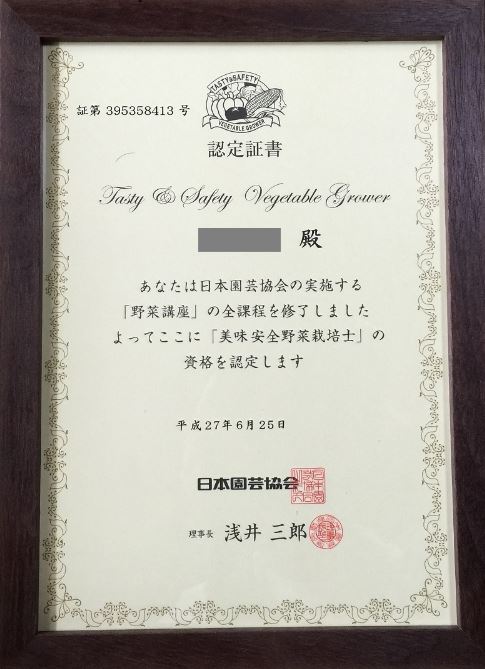 証第 395358413 号
TASTY&SAFETY
VEGETABLE GROWER
認定証書
Tasty & Safety Vegetable Grower
殿
あなたは日本園芸協会の実施する
「野菜講座」の全課程を修了しました
よってここに「美味安全野菜栽培士」の
資格を認定します
平成27年6月25日
日本園芸協会
理事長 浅井 三郎